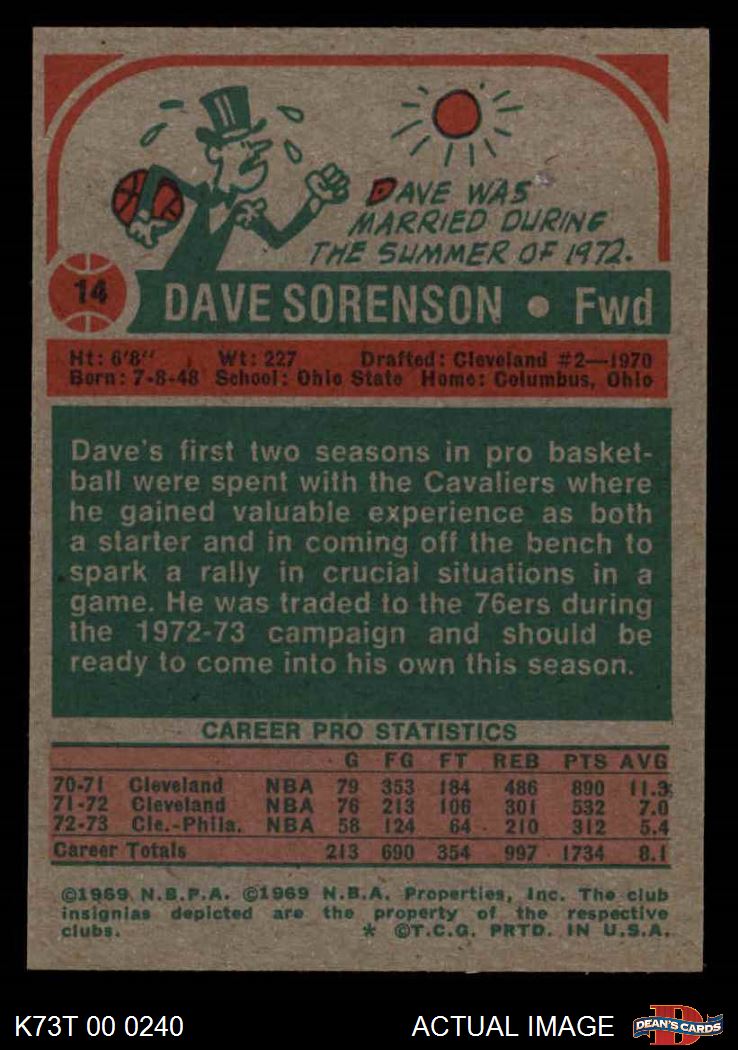 DAVE WAS
MARRIED DURING
THE SUMMER OF 1972.
14
DAVE SORENSON • Fwd
Ht: 6'8" Wt: 227 Drafted: Cleveland #2—1970
Born: 7-8-48 School: Ohio State Home: Columbus, Ohio
Dave's first two seasons in pro basket-
ball were spent with the Cavaliers where
he gained valuable experience as both
a starter and in coming off the bench to
spark a rally in crucial situations in a
game. He was traded to the 76ers during
the 1972-73 campaign and should be
ready to come into his own this season.
CAREER PRO STATISTICS
G FG FT REB PTS AVG
70-71 Cleveland NBA 79 353 184 486 890 11.3
71-72 Cleveland NBA 76 213 106 301 532 7.0
72-73 Cle.-Phila. NBA 58 124 64 210 312 5.4
Career Totals 213 690 354 997 1734 8.1
©1969 N.B.P.A. ©1969 N.B.A. Properties, Inc. The club
insignias depicted are the property of the respective
clubs. * ©T.C.G. PRTD. IN U.S.A.
K73T 00 0240 ACTUAL IMAGE DEAN'S CARDS